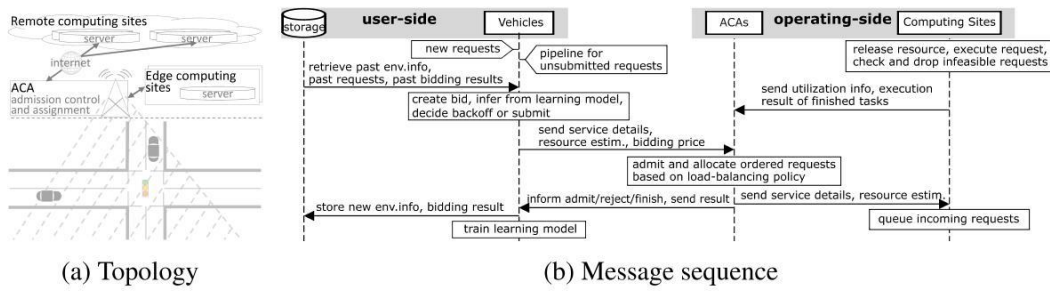 Remote computing sites
server
server
internet
ACA
admission control
and assignment
Edge computing
sites
server
(a) Topology
user-side
operating-side
storage
Vehicles
ACAs
Computing Sites
new requests
pipeline for
unsubmitted requests
release resource, execute request,
check and drop infeasible requests
retrieve past env.info,
past requests, past bidding results
create bid, infer from learning model,
decide backoff or submit
send utilization info, execution
result of finished tasks
send service details,
resource estim., bidding price
admit and allocate ordered requests
based on load-balancing policy
inform admit/reject/finish, send result
send service details, resource estim.
store new env.info, bidding result
train learning model
queue incoming requests
(b) Message sequence